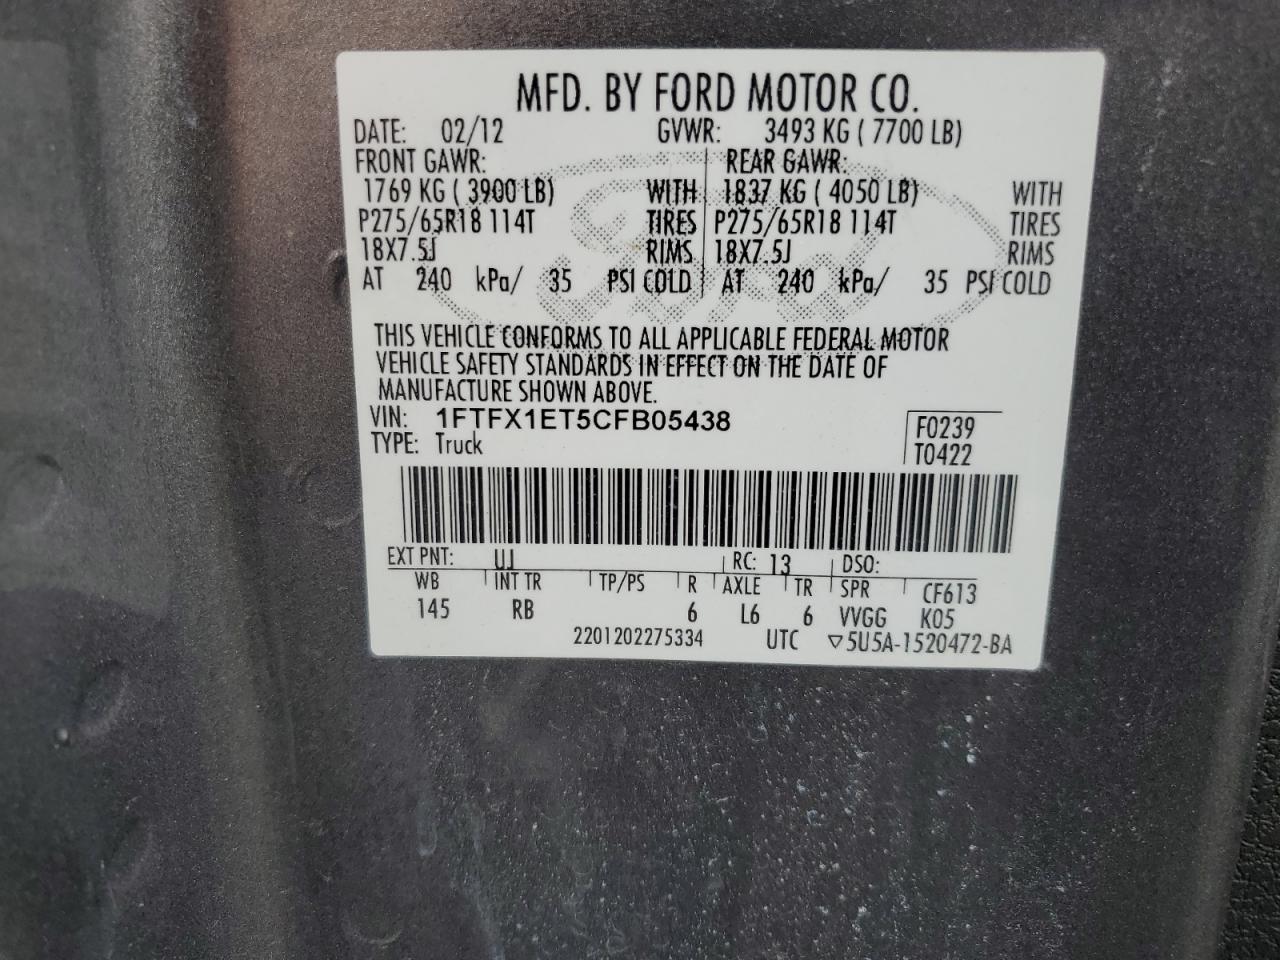 MFD. BY FORD MOTOR CO.
DATE: 02/12 GVWR: 3493 KG ( 7700 LB)
FRONT GAWR: REAR GAWR:
1769 KG ( 3900 LB) WITH 1837 KG ( 4050 LB) WITH
P275/65R18 114T TIRES P275/65R18 114T TIRES
18X7.5J RIMS 18X7.5J RIMS
AT 240 kPa/ 35 PSI COLD AT 240 kPa/ 35 PSI COLD
Ford
THIS VEHICLE CONFORMS TO ALL APPLICABLE FEDERAL MOTOR
VEHICLE SAFETY STANDARDS IN EFFECT ON THE DATE OF
MANUFACTURE SHOWN ABOVE.
VIN: 1FTFX1ET5CFB05438 F0239
TYPE: Truck T0422
EXT PNT: UJ RC: 13 DSO:
WB INT TR TP/PS R AXLE TR SPR CF613
145 RB 6 L6 6 VVGG K05
2201202275334 UTC ▽5U5A-1520472-BA